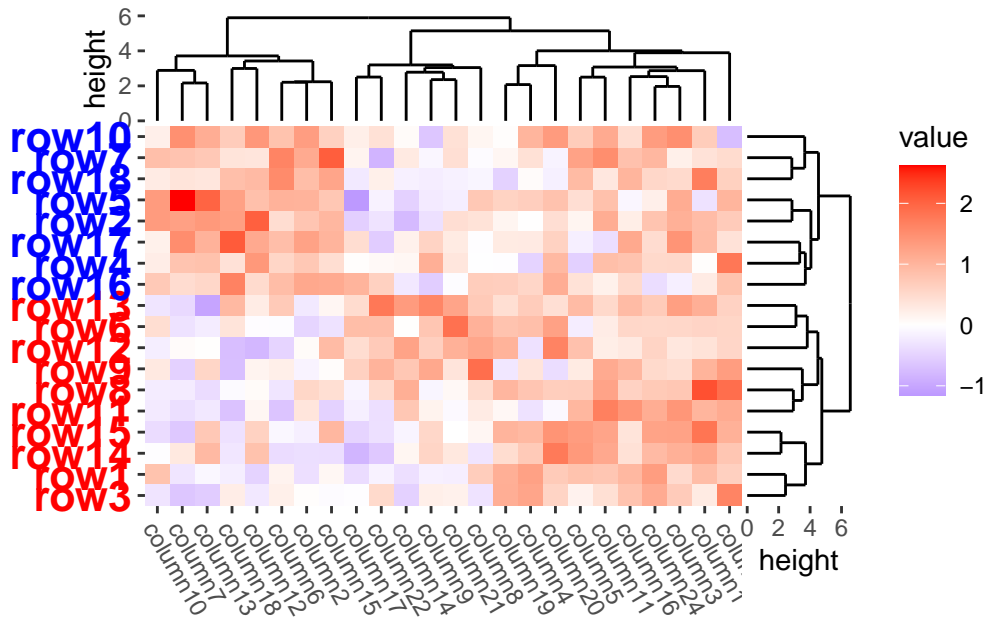 6
4
2
0
height
row10
row7
row18
row5
row2
row17
row4
row16
row13
row6
row12
row9
row8
row11
row15
row14
row1
row3
value
2
1
0
−1
column10
column7
column13
column18
column12
column6
column2
column15
column17
column22
column14
column9
column21
column8
column19
column4
column20
column5
column11
column16
column24
column3
0 2 4 6
height